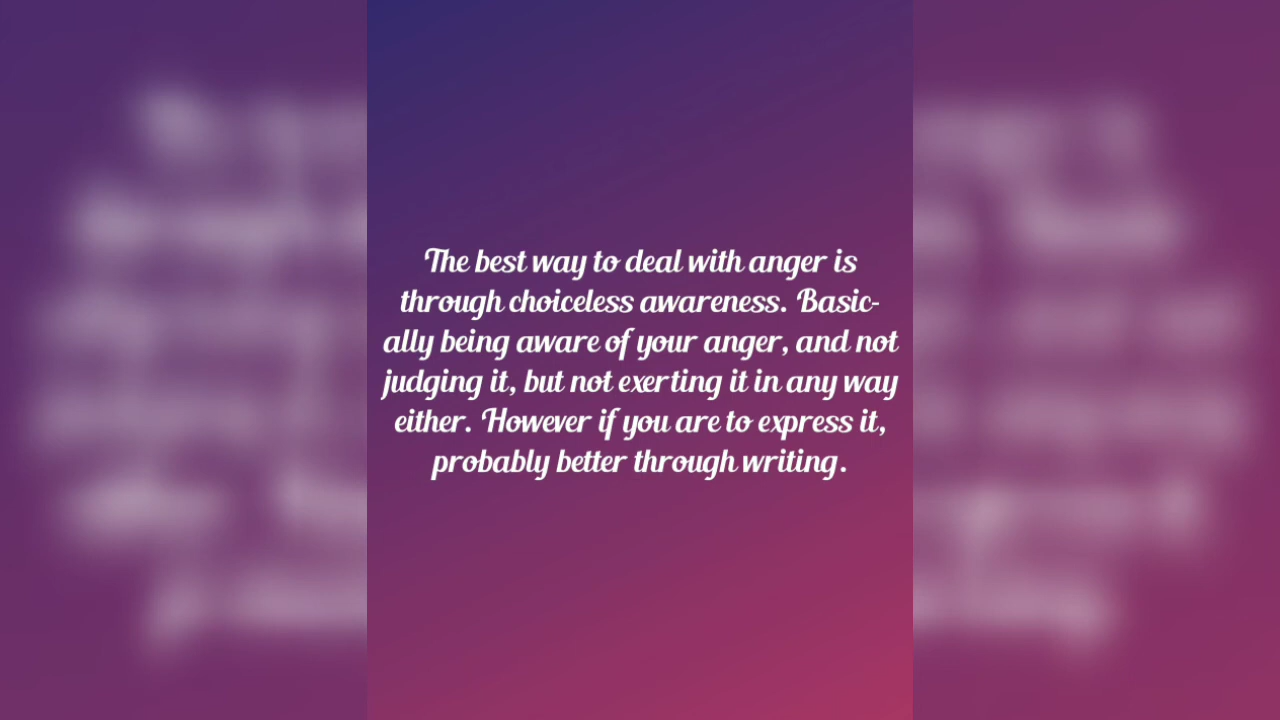 The best way to deal with anger is
through choiceless awareness. Basic-
ally being aware of your anger, and not
judging it, but not exerting it in any way
either. However if you are to express it,
probably better through writing.